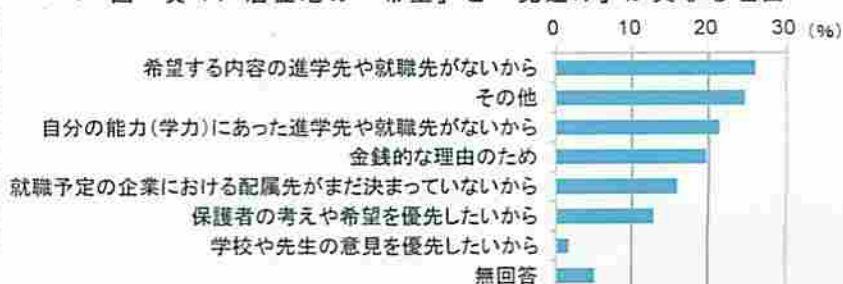 0 10 20 30 (%)
希望する内容の進学先や就職先がないから
その他
自分の能力(学力)にあった進学先や就職先がないから
金銭的な理由のため
就職予定の企業における配属先がまだ決まっていないから
保護者の考えや希望を優先したいから
学校や先生の意見を優先したいから
無回答